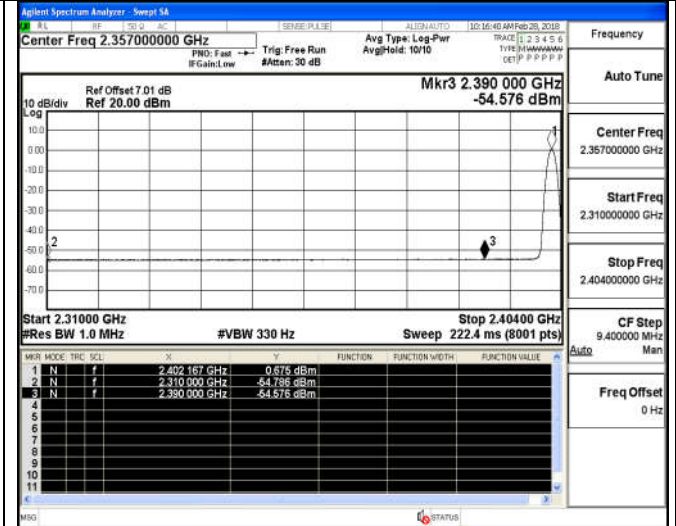 Agilent Spectrum Analyzer - Swept SA
RL RF 50 Ω AC SENSE:PULSE ALIGN AUTO 10:16:40 AM Feb 28, 2018
Center Freq 2.357000000 GHz
PNO: Fast
IFGain:Low
Trig: Free Run
#Atten: 30 dB
Avg Type: Log-Pwr
Avg|Hold: 10/10
TRACE 1 2 3 4 5 6
TYPE MWWWWW
DET P P P P P P
Ref Offset 7.01 dB
Ref 20.00 dBm
10 dB/div
Log
Mkr3 2.390 000 GHz
-54.576 dBm
10.0
0.00
-10.0
-20.0
-30.0
-40.0
-50.0
-60.0
-70.0
1
2
3
Start 2.31000 GHz
Stop 2.40400 GHz
#Res BW 1.0 MHz
#VBW 330 Hz
Sweep 222.4 ms (8001 pts)
MKR MODE TRC SCL X Y FUNCTION FUNCTION WIDTH FUNCTION VALUE
1 N f 2.402 167 GHz 0.675 dBm
2 N f 2.310 000 GHz -54.786 dBm
3 N f 2.390 000 GHz -54.576 dBm
4
5
6
7
8
9
10
11
MSG
STATUS
Frequency
Auto Tune
Center Freq
2.357000000 GHz
Start Freq
2.310000000 GHz
Stop Freq
2.404000000 GHz
CF Step
9.400000 MHz
Auto Man
Freq Offset
0 Hz